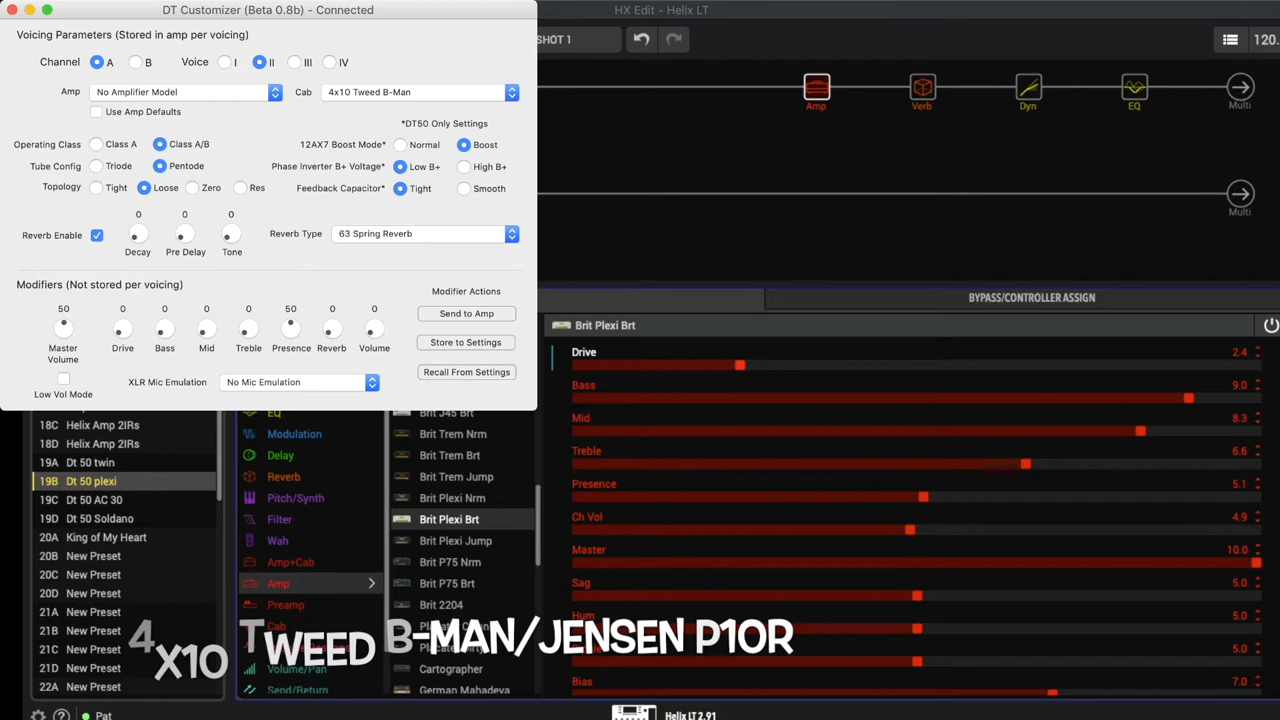 DT Customizer (Beta 0.8b) - Connected
HX Edit - Helix LT
Voicing Parameters (Stored in amp per voicing)
SHOT 1
120.
Channel A B Voice I II III IV
Amp No Amplifier Model Cab 4x10 Tweed B-Man
Use Amp Defaults
Amp Verb Dyn EQ Multi
*DT50 Only Settings
Operating Class Class A Class A/B 12AX7 Boost Mode* Normal Boost
Tube Config Triode Pentode Phase Inverter B+ Voltage* Low B+ High B+
Topology Tight Loose Zero Res Feedback Capacitor* Tight Smooth
Multi
0 0 0
Reverb Enable Reverb Type 63 Spring Reverb
Decay Pre Delay Tone
Modifiers (Not stored per voicing)
Modifier Actions
50 0 0 0 0 50 0 0
Send to Amp
Master Volume Drive Bass Mid Treble Presence Reverb Volume
Store to Settings
Recall From Settings
Low Vol Mode
XLR Mic Emulation No Mic Emulation
BYPASS/CONTROLLER ASSIGN
Brit Plexi Brt
Drive 2.4
Bass 9.0
Mid 8.3
Treble 6.6
Presence 5.1
Ch Vol 4.9
Master 10.0
Sag 5.0
Hum 5.0
5.0
Bias 7.0
18C Helix Amp 2IRs
18D Helix Amp 2IRs
19A Dt 50 twin
19B Dt 50 plexi
19C Dt 50 AC 30
19D Dt 50 Soldano
20A King of My Heart
20B New Preset
20C New Preset
20D New Preset
21A New Preset
21B New Preset
21C New Preset
21D New Preset
22A New Preset
EQ
Modulation
Delay
Reverb
Pitch/Synth
Filter
Wah
Amp+Cab
Amp
Preamp
Cab
Volume/Pan
Send/Return
Brit J45 Brt
Brit Trem Nrm
Brit Trem Brt
Brit Trem Jump
Brit Plexi Nrm
Brit Plexi Brt
Brit Plexi Jump
Brit P75 Nrm
Brit P75 Brt
Brit 2204
Cartographer
German Mahadeva
4x10 Tweed B-Man/Jensen P10R
Pat
Helix LT 2.91